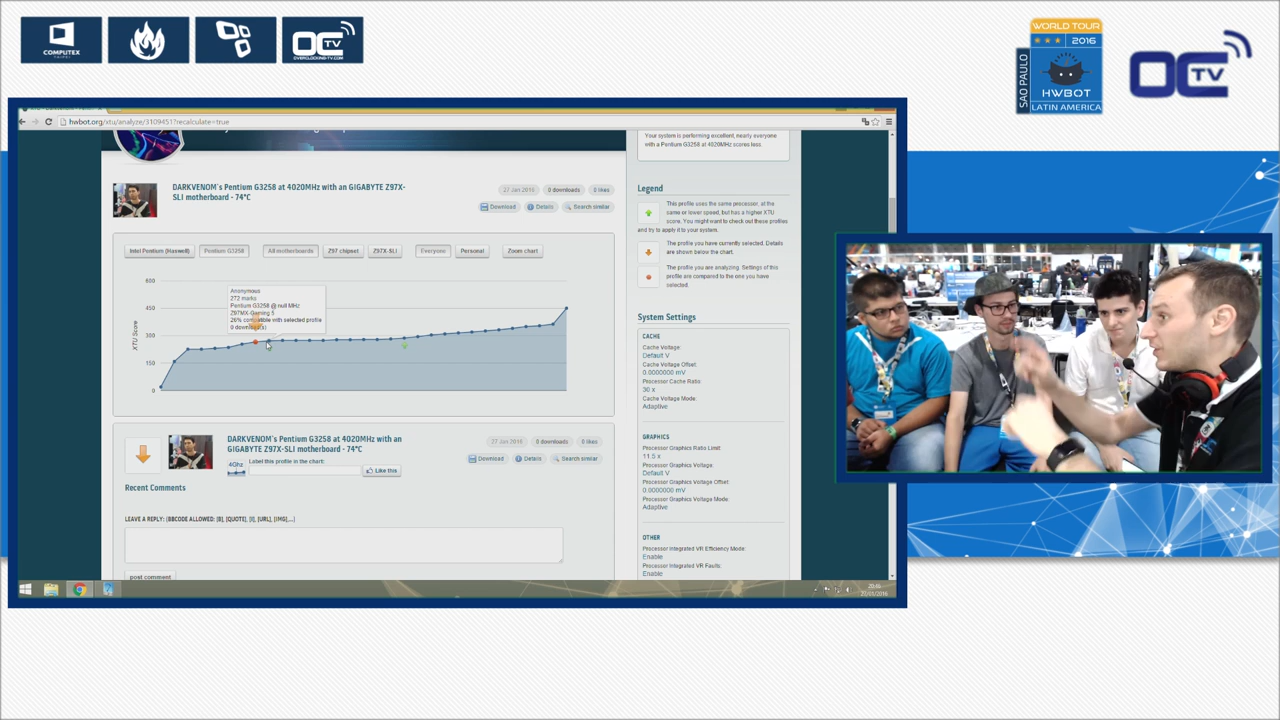 COMPUTEX
TAIPEI
OC TV
OVERCLOCKING-TV.COM
WORLD TOUR
2016
SAO PAULO
HWBOT
LATIN AMERICA
OC TV
hwbot.org/xtu/analyze/3109451?recalculate=true
Your system is performing excellent, nearly everyone
with a Pentium G3258 at 4020MHz scores less.
DARKVENOM's Pentium G3258 at 4020MHz with an GIGABYTE Z97X-
SLI motherboard - 74°C
27 Jan 2016
0 downloads
0 likes
Download
Details
Search similar
Intel Pentium (Haswell)
Pentium G3258
All motherboards
Z97 chipset
Z97X-SLI
Everyone
Personal
Zoom chart
XTU Score
600
450
300
150
0
Anonymous
272 marks
Pentium G3258 @ null MHz
Z97MX-Gaming 5
26% compatible with selected profile
0 download(s)
DARKVENOM's Pentium G3258 at 4020MHz with an
GIGABYTE Z97X-SLI motherboard - 74°C
27 Jan 2016
0 downloads
0 likes
Download
Details
Search similar
4Ghz
Label this profile in the chart:
Like this
Recent Comments
LEAVE A REPLY: (BBCODE ALLOWED: [B], [QUOTE], [I], [URL], [IMG],...)
post comment
Legend
This profile uses the same processor, at the
same or lower speed, but has a higher XTU
score. You might want to check out these profiles
and try to apply it to your system.
The profile you have currently selected. Details
are shown below the chart.
The profile you are analyzing. Settings of this
profile are compared to the one you have
selected.
System Settings
CACHE
Cache Voltage:
Default V
Cache Voltage Offset:
0.0000000 mV
Processor Cache Ratio:
30 x
Cache Voltage Mode:
Adaptive
GRAPHICS
Processor Graphics Ratio Limit:
11.5 x
Processor Graphics Voltage:
Default V
Processor Graphics Voltage Offset:
0.0000000 mV
Processor Graphics Voltage Mode:
Adaptive
OTHER
Processor Integrated VR Efficiency Mode:
Enable
Processor Integrated VR Faults:
Enable